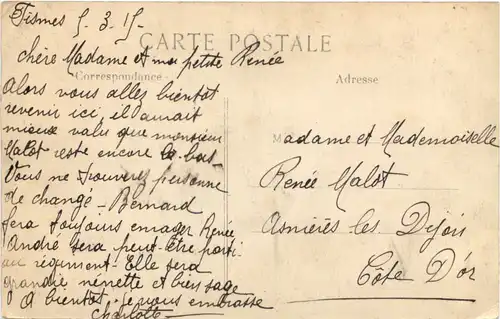 Fismes 5.3.15
CARTE POSTALE
chère Madame et ma petite Renée
Correspondance
Adresse
Alors vous allez bientôt
revenir ici, il aurait
mieux valu que monsieur
Malot reste encore là-bas
Vous ne trouverez personne
de changé - Bernard
sera toujours enrager Renée
André sera peut-être parti
au régiment - Elle sera
grandie nénette et bien sage
A bientôt je vous embrasse
Charlotte
Madame et Mademoiselle
Renée Malot
Asnières-les-Dijon
Côte D'or